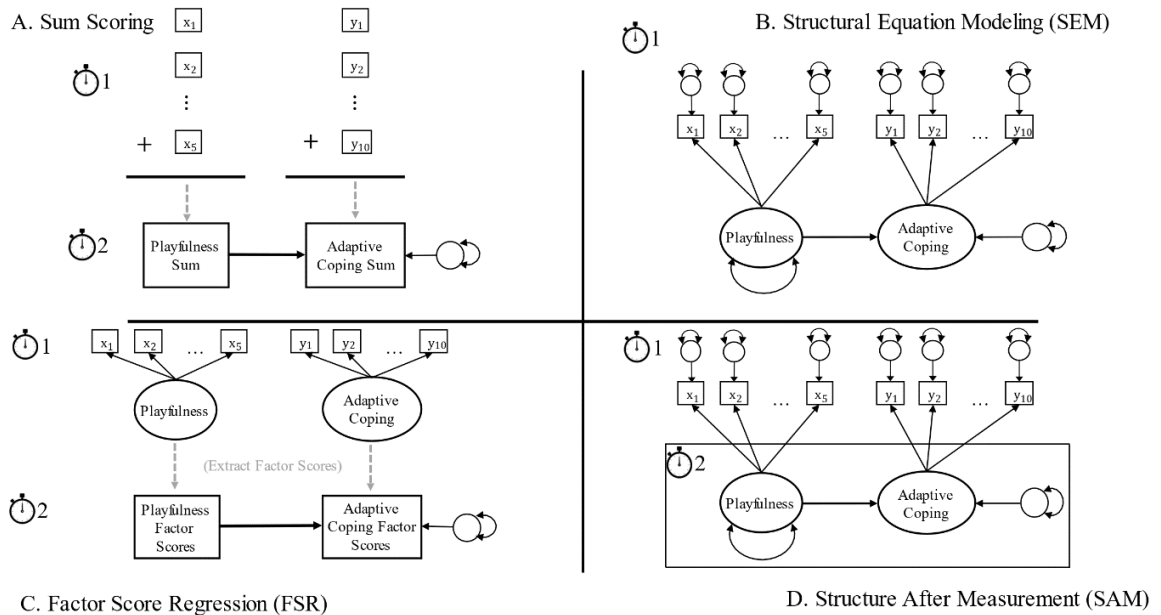 A. Sum Scoring
x1
y1
1
x2
y2
⋮
⋮
+ x5
+ y10
2
Playfulness
Sum
Adaptive
Coping Sum
B. Structural Equation Modeling (SEM)
1
x1 x2 ... x5 y1 y2 ... y10
Playfulness
Adaptive
Coping
1
x1 x2 ... x5 y1 y2 ... y10
Playfulness
Adaptive
Coping
(Extract Factor Scores)
2
Playfulness
Factor
Scores
Adaptive
Coping Factor
Scores
C. Factor Score Regression (FSR)
1
x1 x2 ... x5 y1 y2 ... y10
2
Playfulness
Adaptive
Coping
D. Structure After Measurement (SAM)